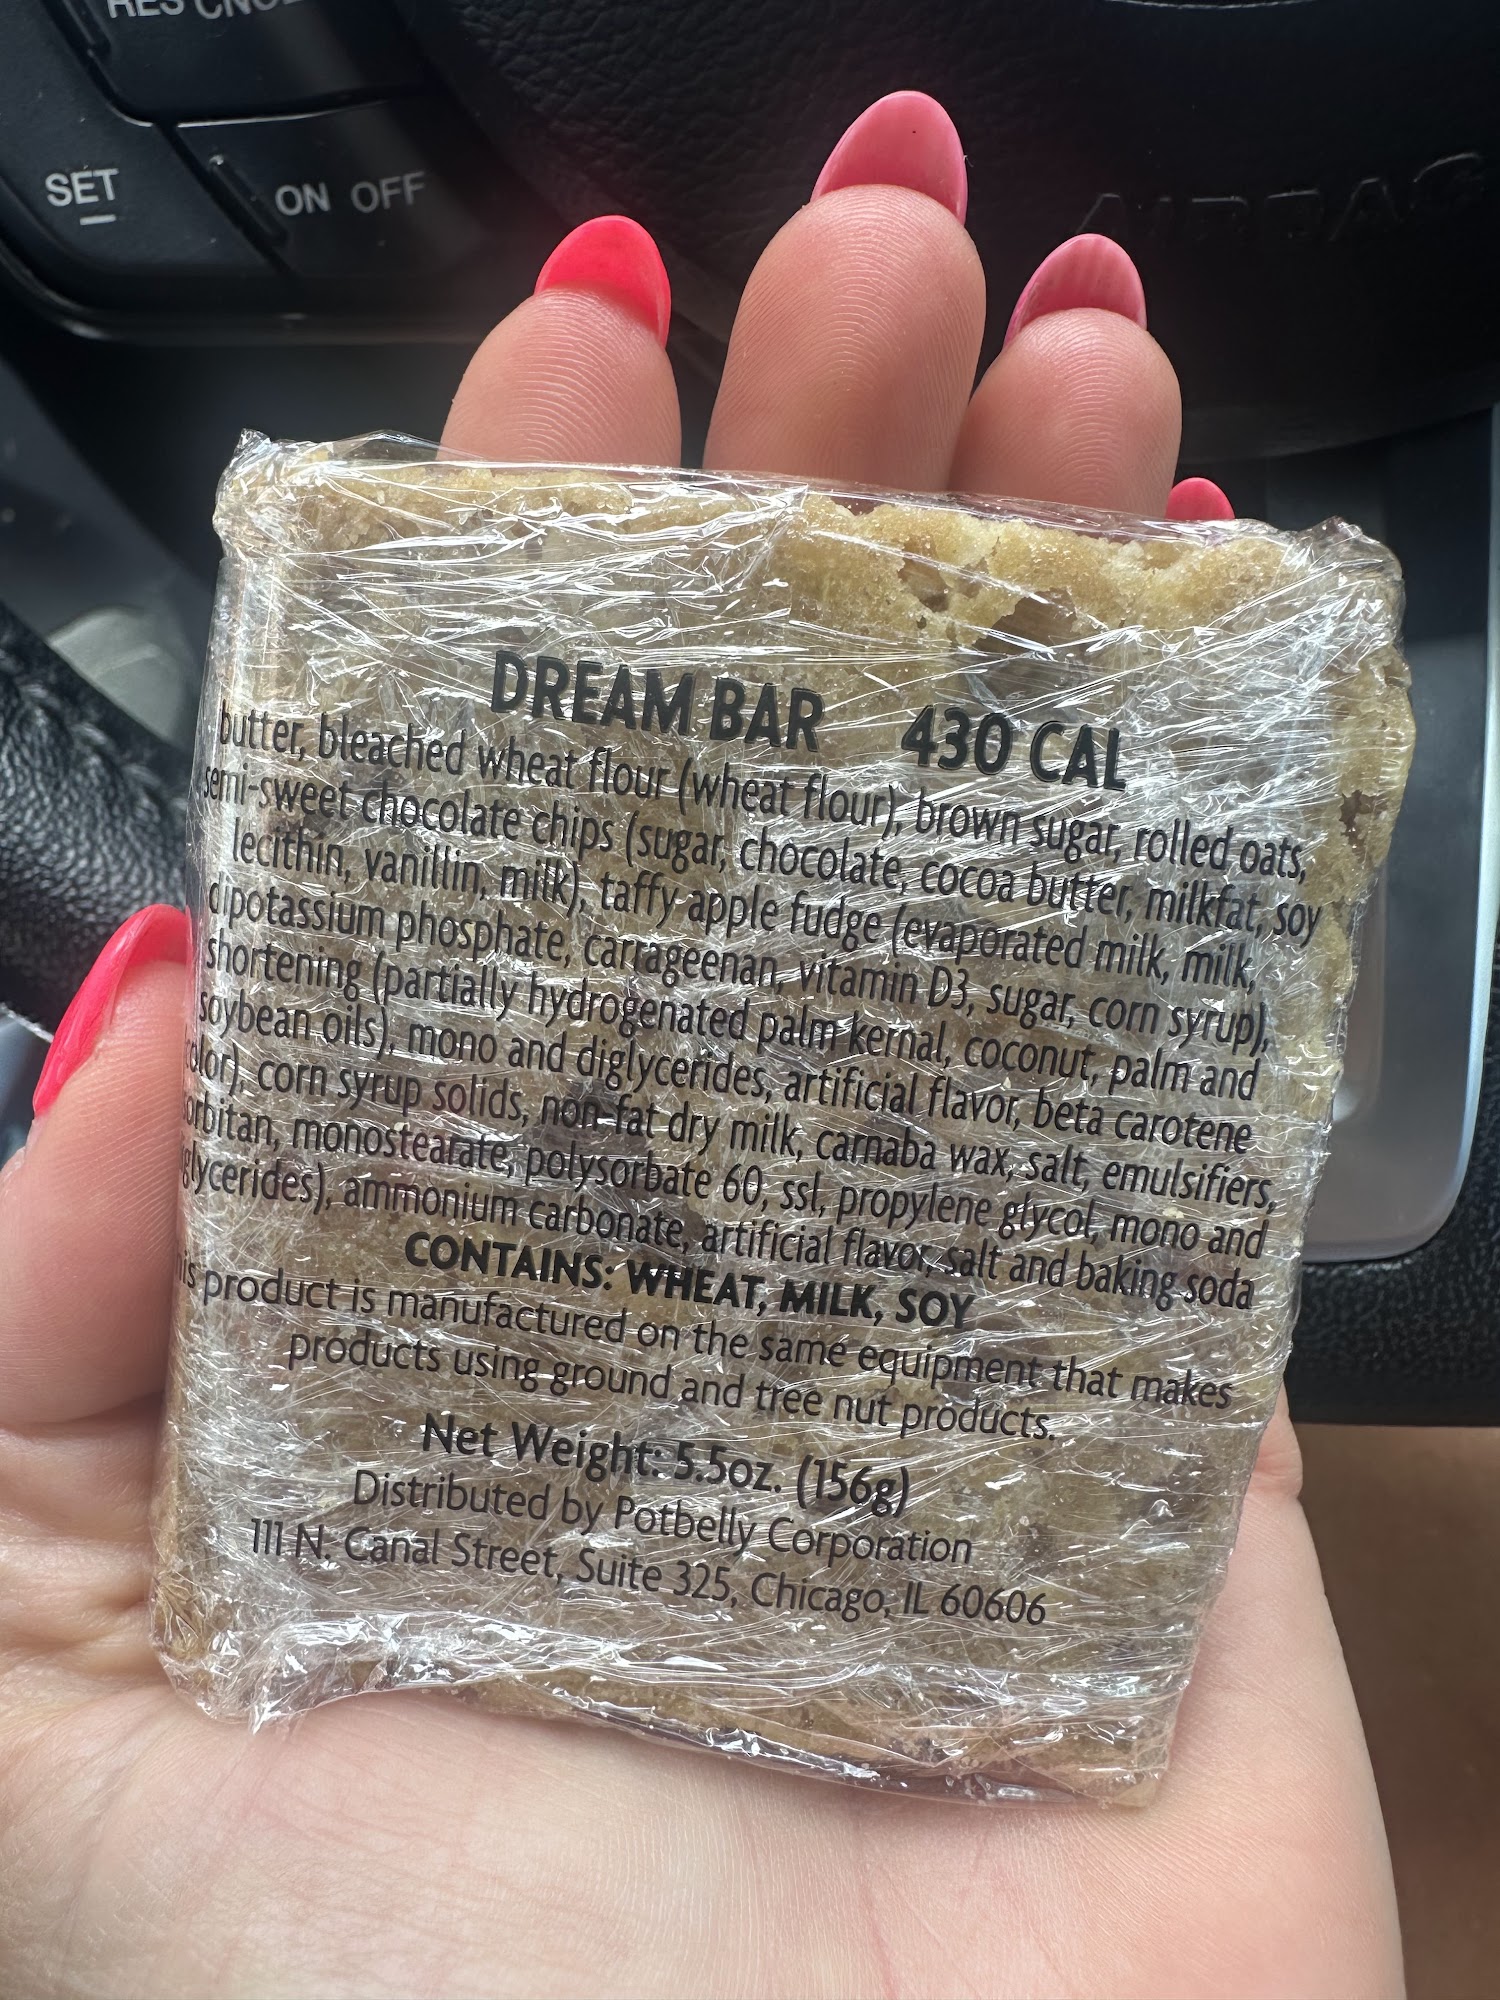 RES CNCL
SET
ON OFF
AIRBAG
DREAM BAR 430 CAL
butter, bleached wheat flour (wheat flour), brown sugar, rolled oats,
semi-sweet chocolate chips (sugar, chocolate, cocoa butter, milkfat, soy
lecithin, vanillin, milk), taffy apple fudge (evaporated milk, milk,
dipotassium phosphate, carrageenan, vitamin D3, sugar, corn syrup),
shortening (partially hydrogenated palm kernal, coconut, palm and
soybean oils), mono and diglycerides, artificial flavor, beta carotene
color), corn syrup solids, non-fat dry milk, carnaba wax, salt, emulsifiers,
orbitan, monostearate, polysorbate 60, ssl, propylene glycol, mono and
glycerides), ammonium carbonate, artificial flavor, salt and baking soda
CONTAINS: WHEAT, MILK, SOY
his product is manufactured on the same equipment that makes
products using ground and tree nut products.
Net Weight: 5.5oz. (156g)
Distributed by Potbelly Corporation
111 N. Canal Street, Suite 325, Chicago, IL 60606